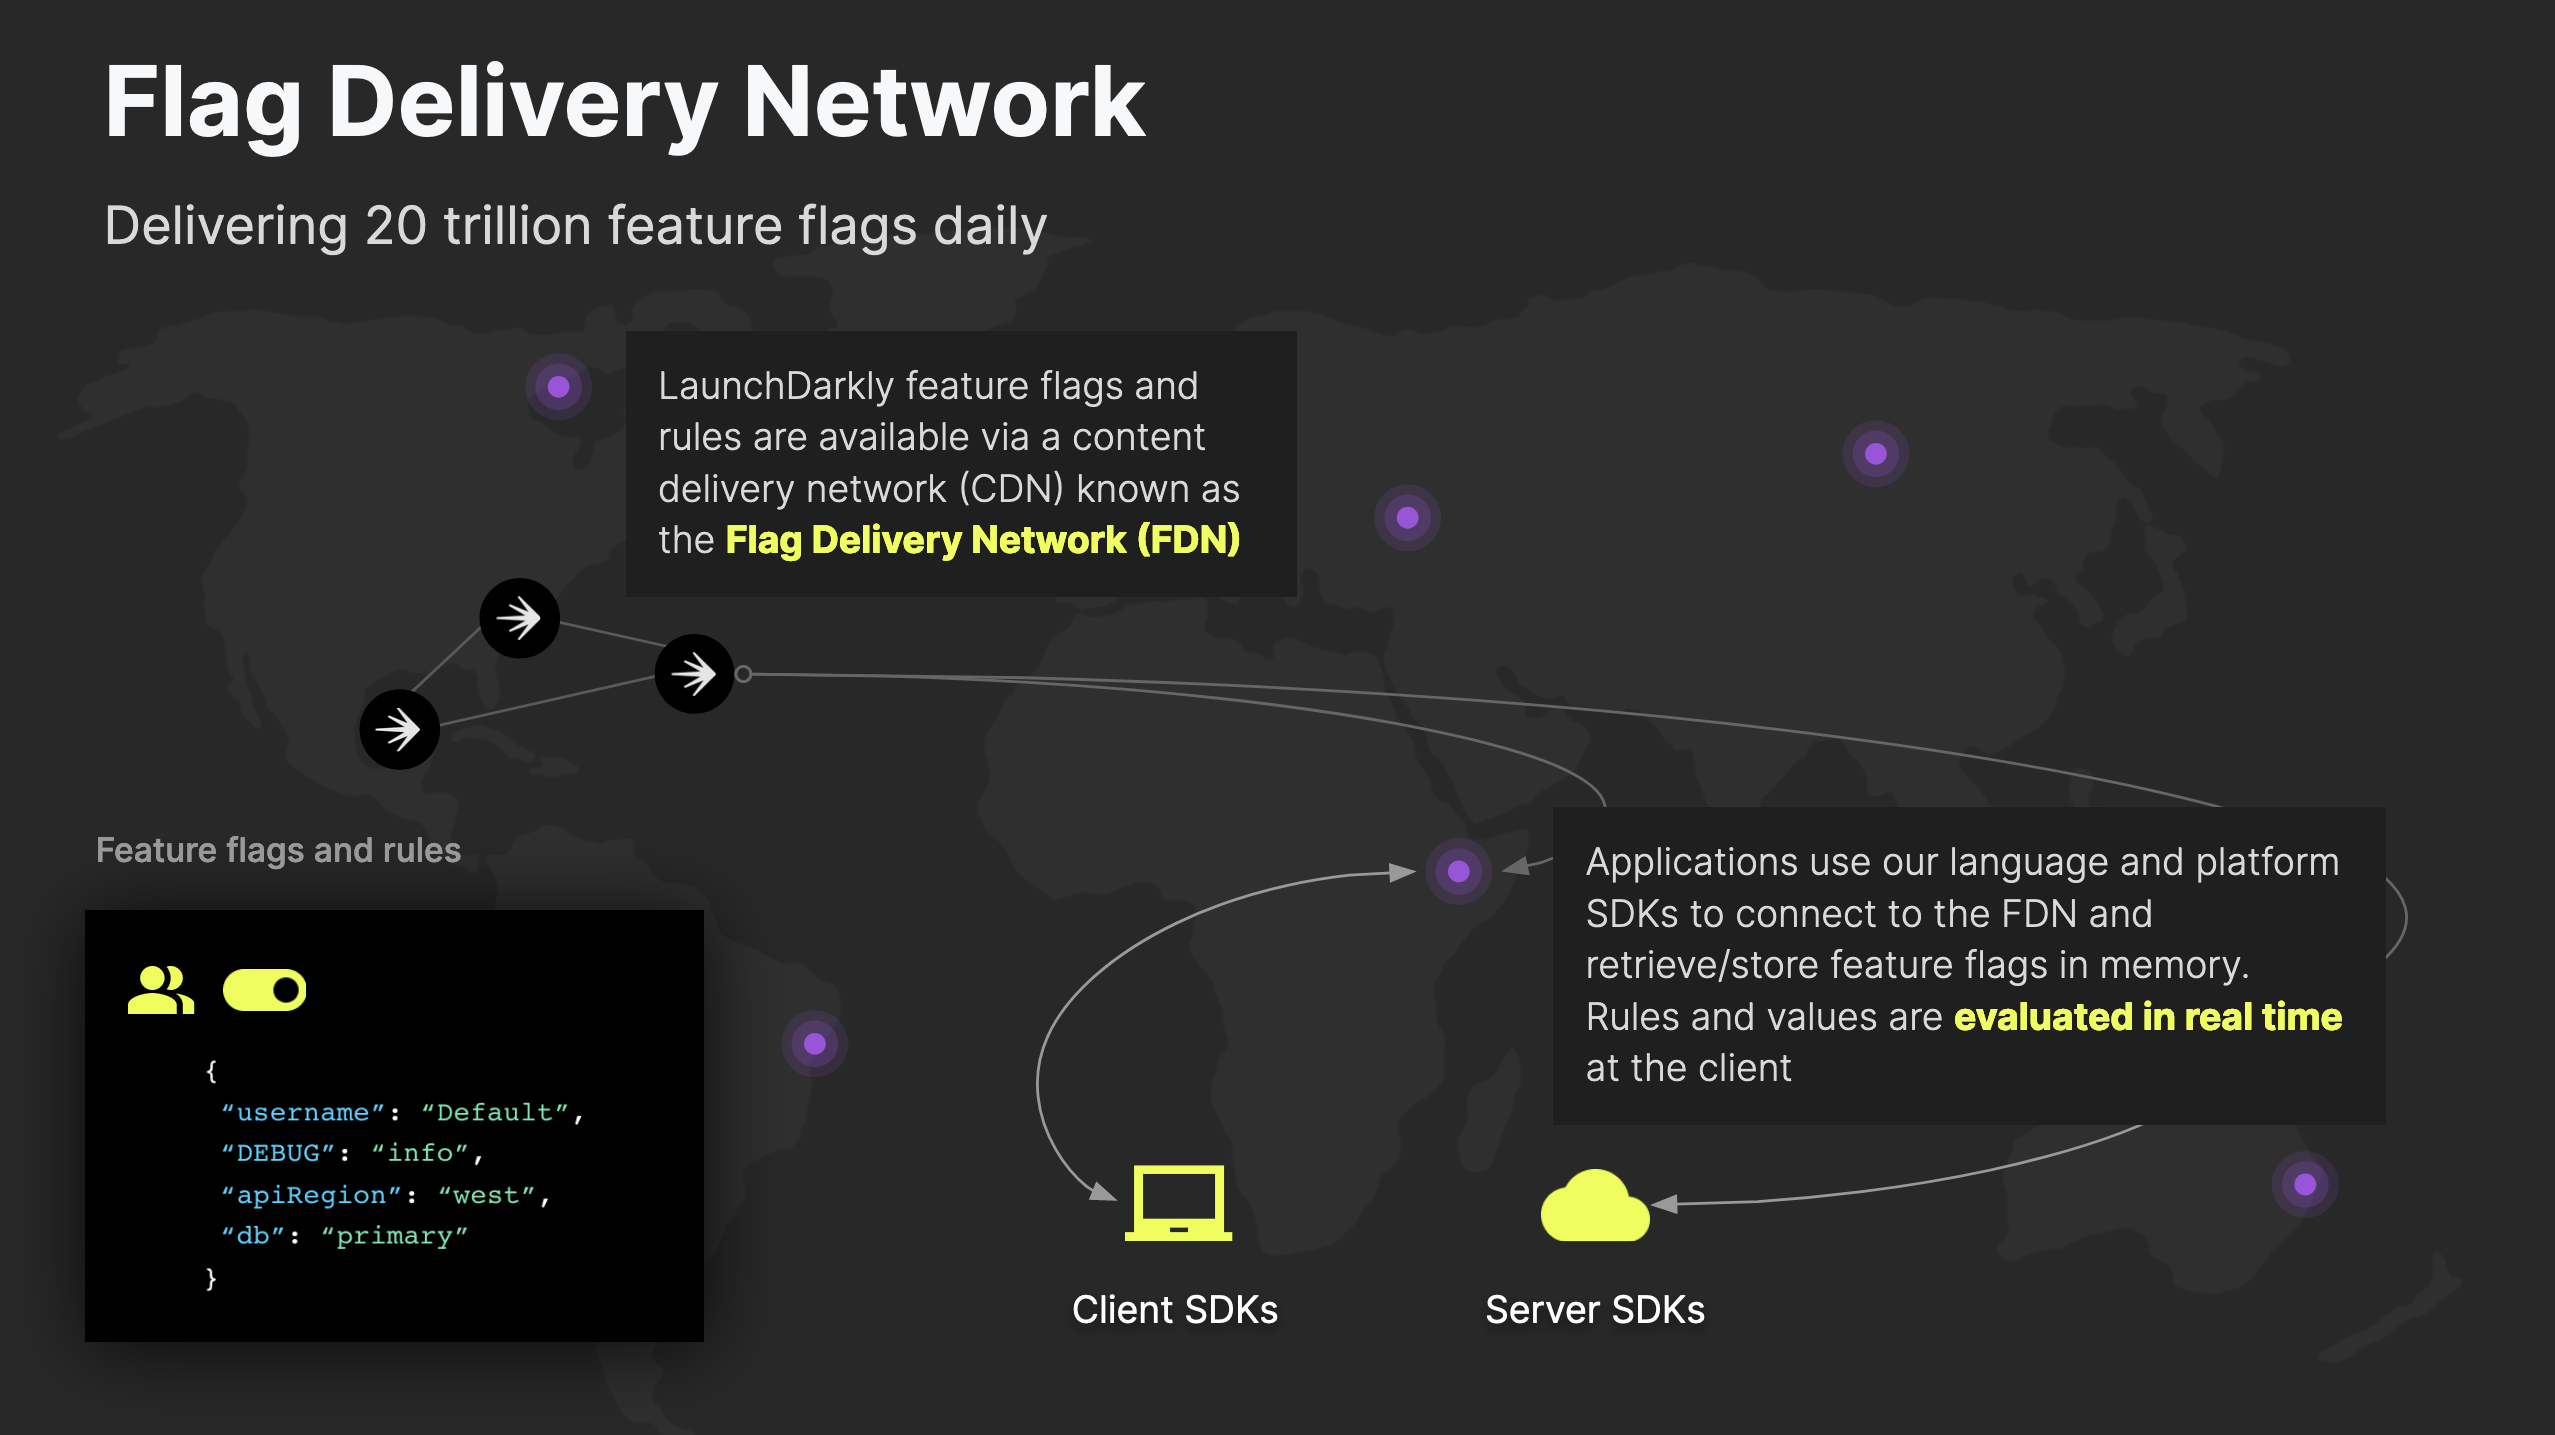 Flag Delivery Network
Delivering 20 trillion feature flags daily
LaunchDarkly feature flags and
rules are available via a content
delivery network (CDN) known as
the Flag Delivery Network (FDN)
Feature flags and rules
{
“username”: “Default”,
“DEBUG”: “info”,
“apiRegion”: “west”,
“db”: “primary”
}
Applications use our language and platform
SDKs to connect to the FDN and
retrieve/store feature flags in memory.
Rules and values are evaluated in real time
at the client
Client SDKs
Server SDKs